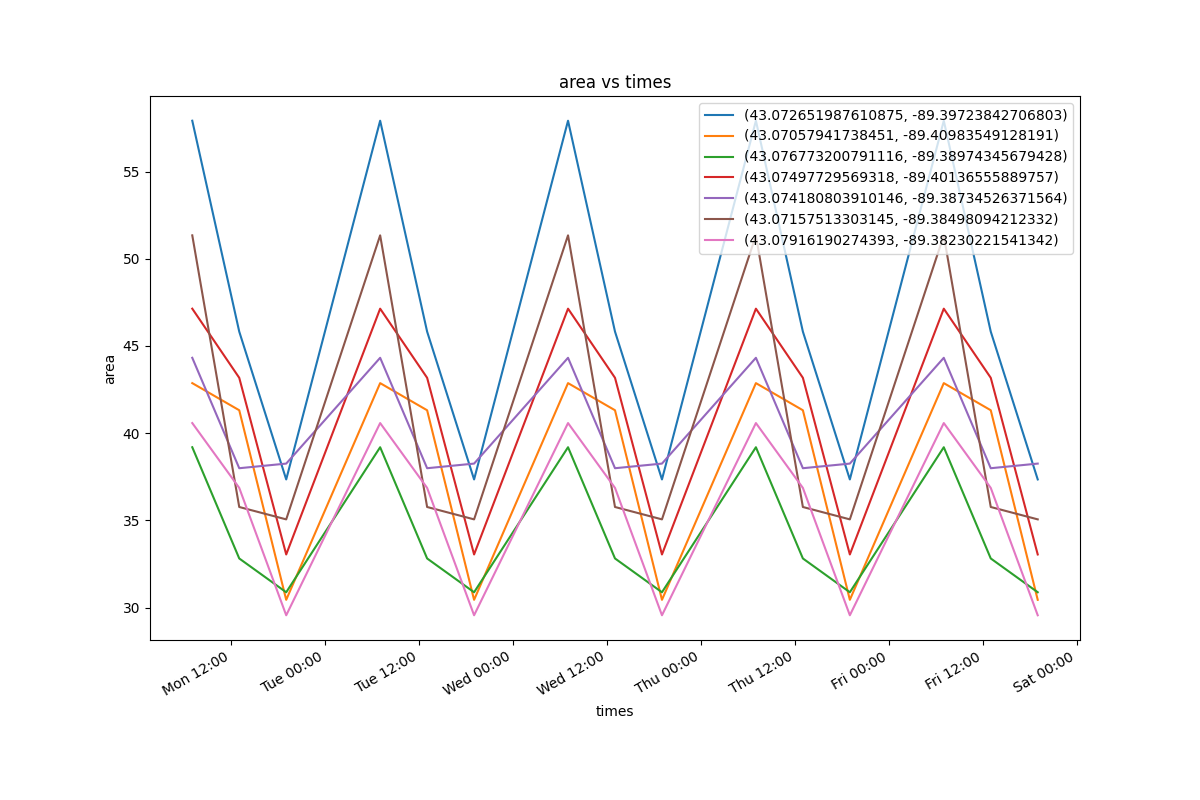 area vs times
(43.072651987610875, -89.39723842706803)
(43.07057941738451, -89.40983549128191)
(43.076773200791116, -89.38974345679428)
(43.07497729569318, -89.40136555889757)
(43.074180803910146, -89.38734526371564)
(43.07157513303145, -89.38498094212332)
(43.07916190274393, -89.38230221541342)
area
55
50
45
40
35
30
Mon 12:00
Tue 00:00
Tue 12:00
Wed 00:00
Wed 12:00
Thu 00:00
Thu 12:00
Fri 00:00
Fri 12:00
Sat 00:00
times